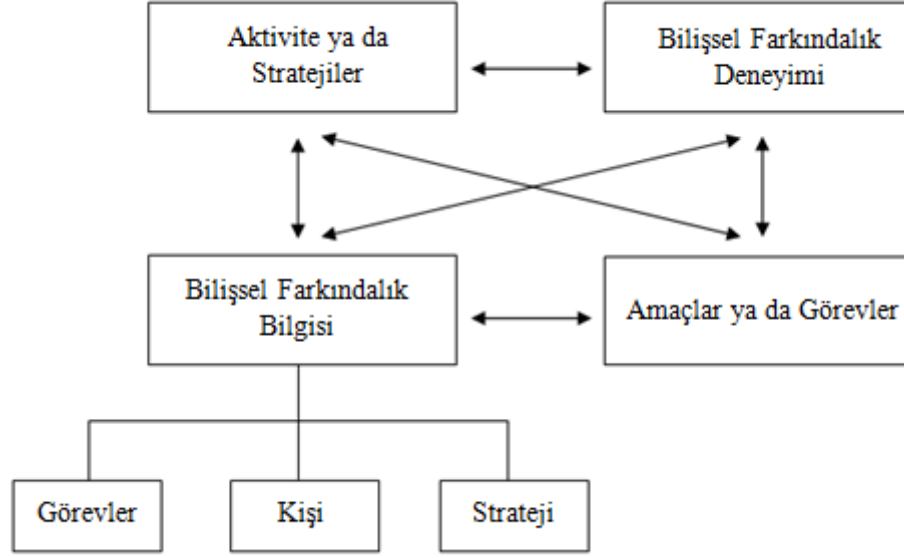 Aktivite ya da
Stratejiler
Bilişsel Farkındalık
Deneyimi
Bilişsel Farkındalık
Bilgisi
Amaçlar ya da Görevler
Görevler
Kişi
Strateji